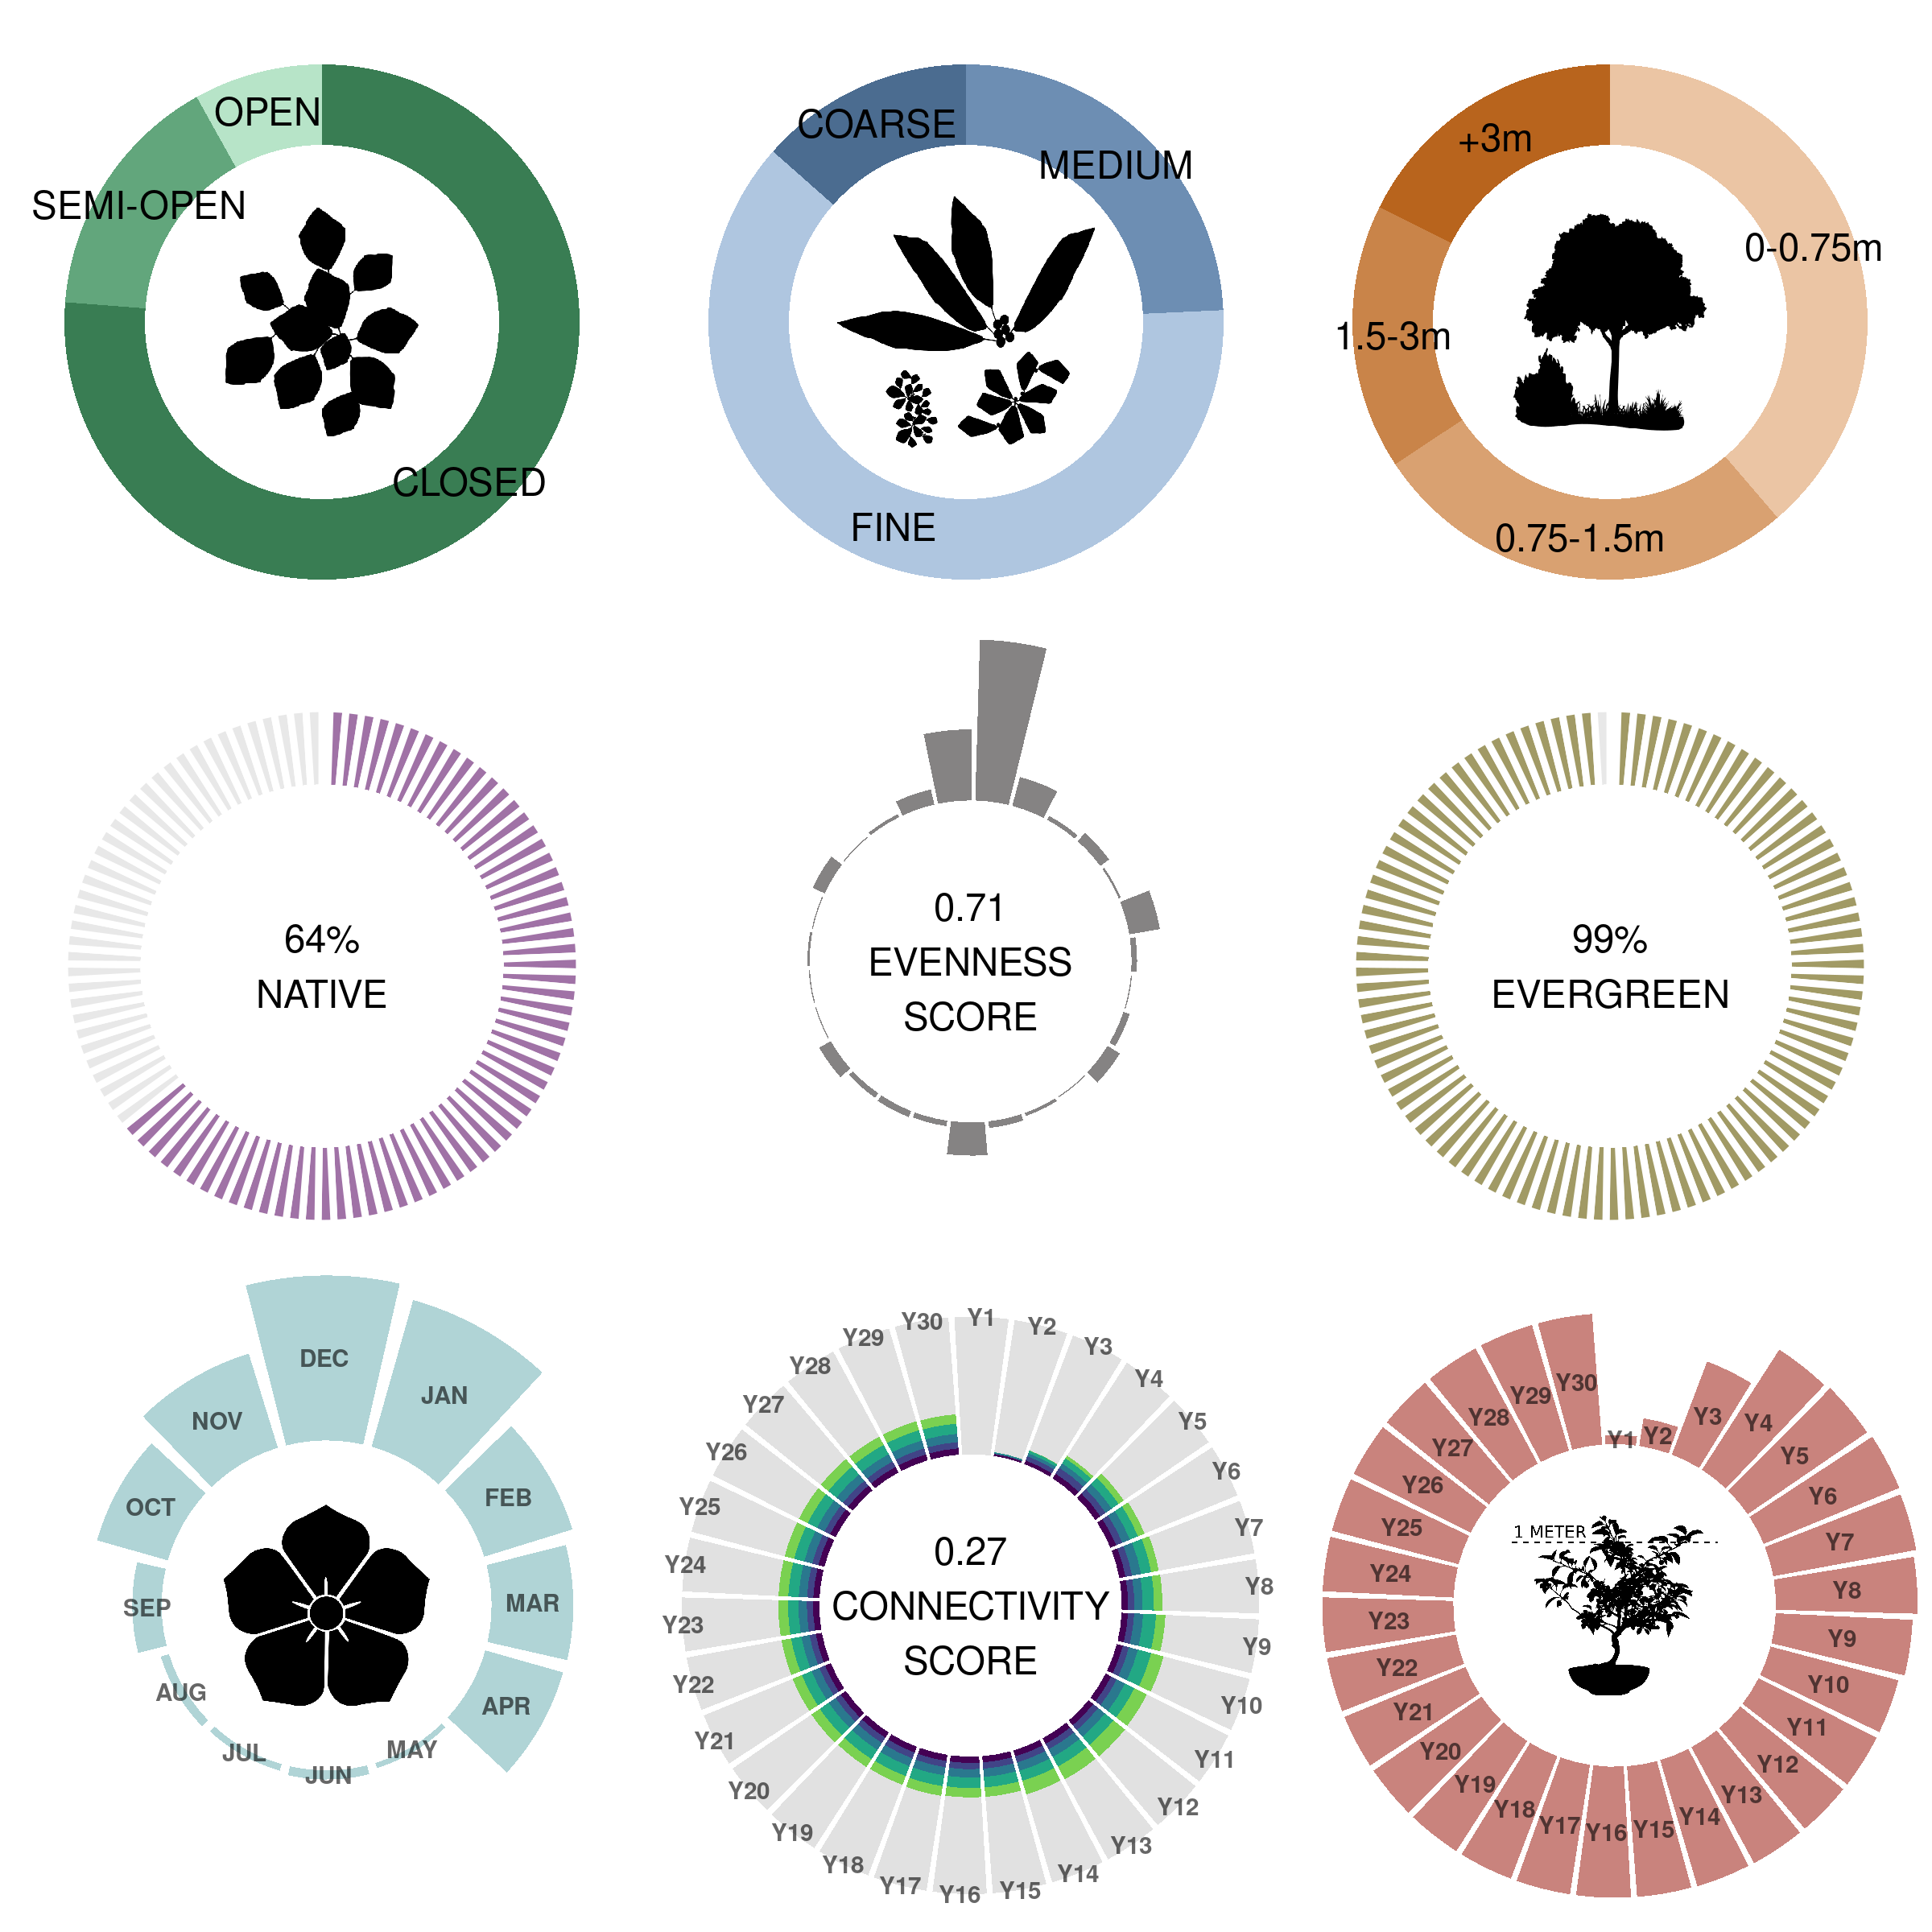 OPEN
SEMI-OPEN
CLOSED
COARSE
MEDIUM
FINE
+3m
0-0.75m
1.5-3m
0.75-1.5m
64%
NATIVE
0.71
EVENNESS
SCORE
99%
EVERGREEN
DEC
JAN
NOV
FEB
OCT
MAR
SEP
APR
AUG
MAY
JUL
JUN
Y1
Y2
Y3
Y4
Y5
Y6
Y7
Y8
Y9
Y10
Y11
Y12
Y13
Y14
Y15
Y16
Y17
Y18
Y19
Y20
Y21
Y22
Y23
Y24
Y25
Y26
Y27
Y28
Y29
Y30
0.27
CONNECTIVITY
SCORE
Y1
Y2
Y3
Y4
Y5
Y6
Y7
Y8
Y9
Y10
Y11
Y12
Y13
Y14
Y15
Y16
Y17
Y18
Y19
Y20
Y21
Y22
Y23
Y24
Y25
Y26
Y27
Y28
Y29
Y30
1 METER